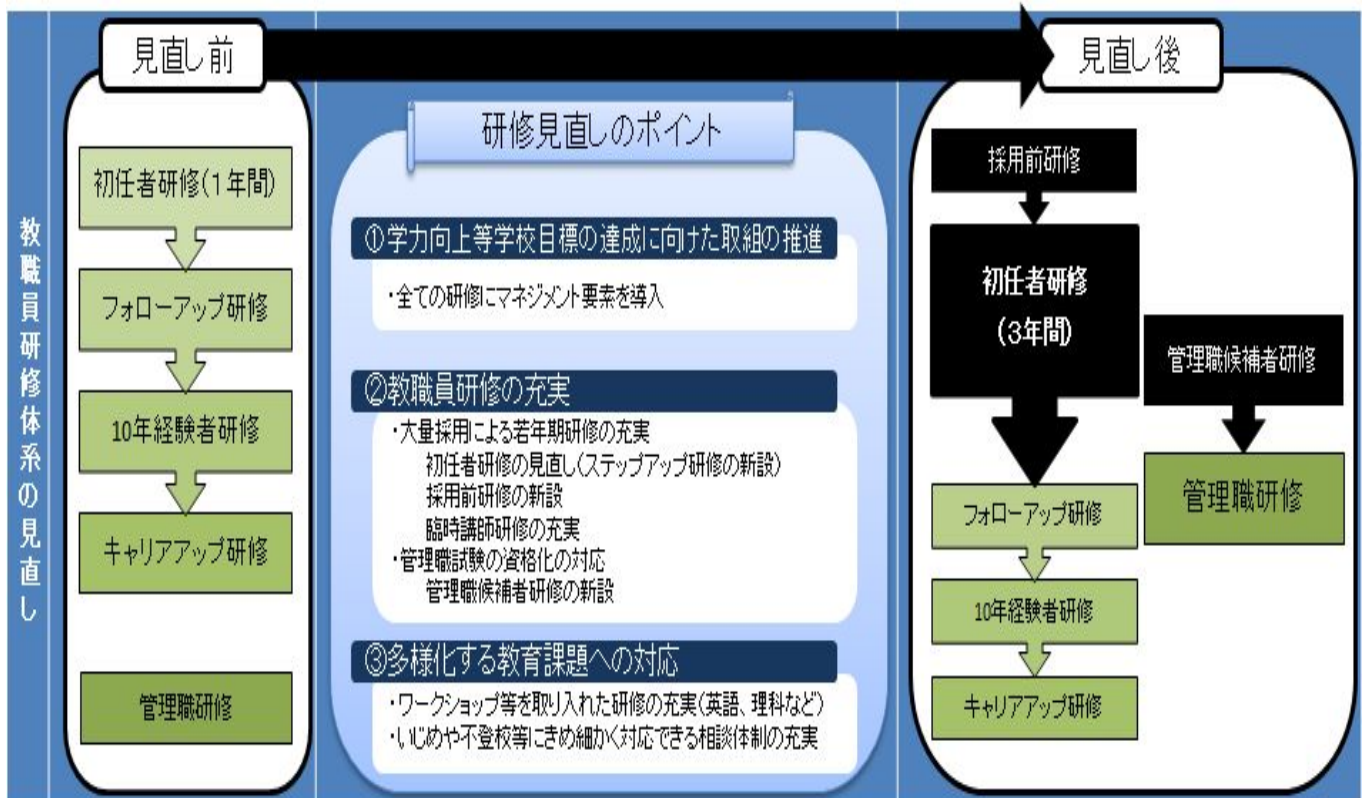 教職員研修体系の見直し
見直し前
初任者研修(1年間)
フォローアップ研修
10年経験者研修
キャリアアップ研修
管理職研修
研修見直しのポイント
①学力向上等学校目標の達成に向けた取組の推進
・全ての研修にマネジメント要素を導入
②教職員研修の充実
・大量採用による若年期研修の充実
初任者研修の見直し(ステップアップ研修の新設)
採用前研修の新設
臨時講師研修の充実
・管理職試験の資格化の対応
管理職候補者研修の新設
③多様化する教育課題への対応
・ワークショップ等を取り入れた研修の充実(英語、理科など)
・いじめや不登校等にきめ細かく対応できる相談体制の充実
見直し後
採用前研修
初任者研修
(3年間)
フォローアップ研修
10年経験者研修
キャリアアップ研修
管理職候補者研修
管理職研修